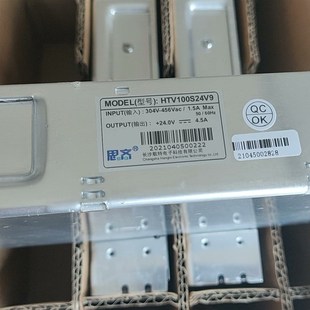 MODEL(型号): HTV100S24V9
INPUT(输入) : 304V-456Vac / 1.5A Max
50 / 60Hz
OUTPUT(输出): +24.0V 4.5A
QC
OK
2021040500222
21045002828